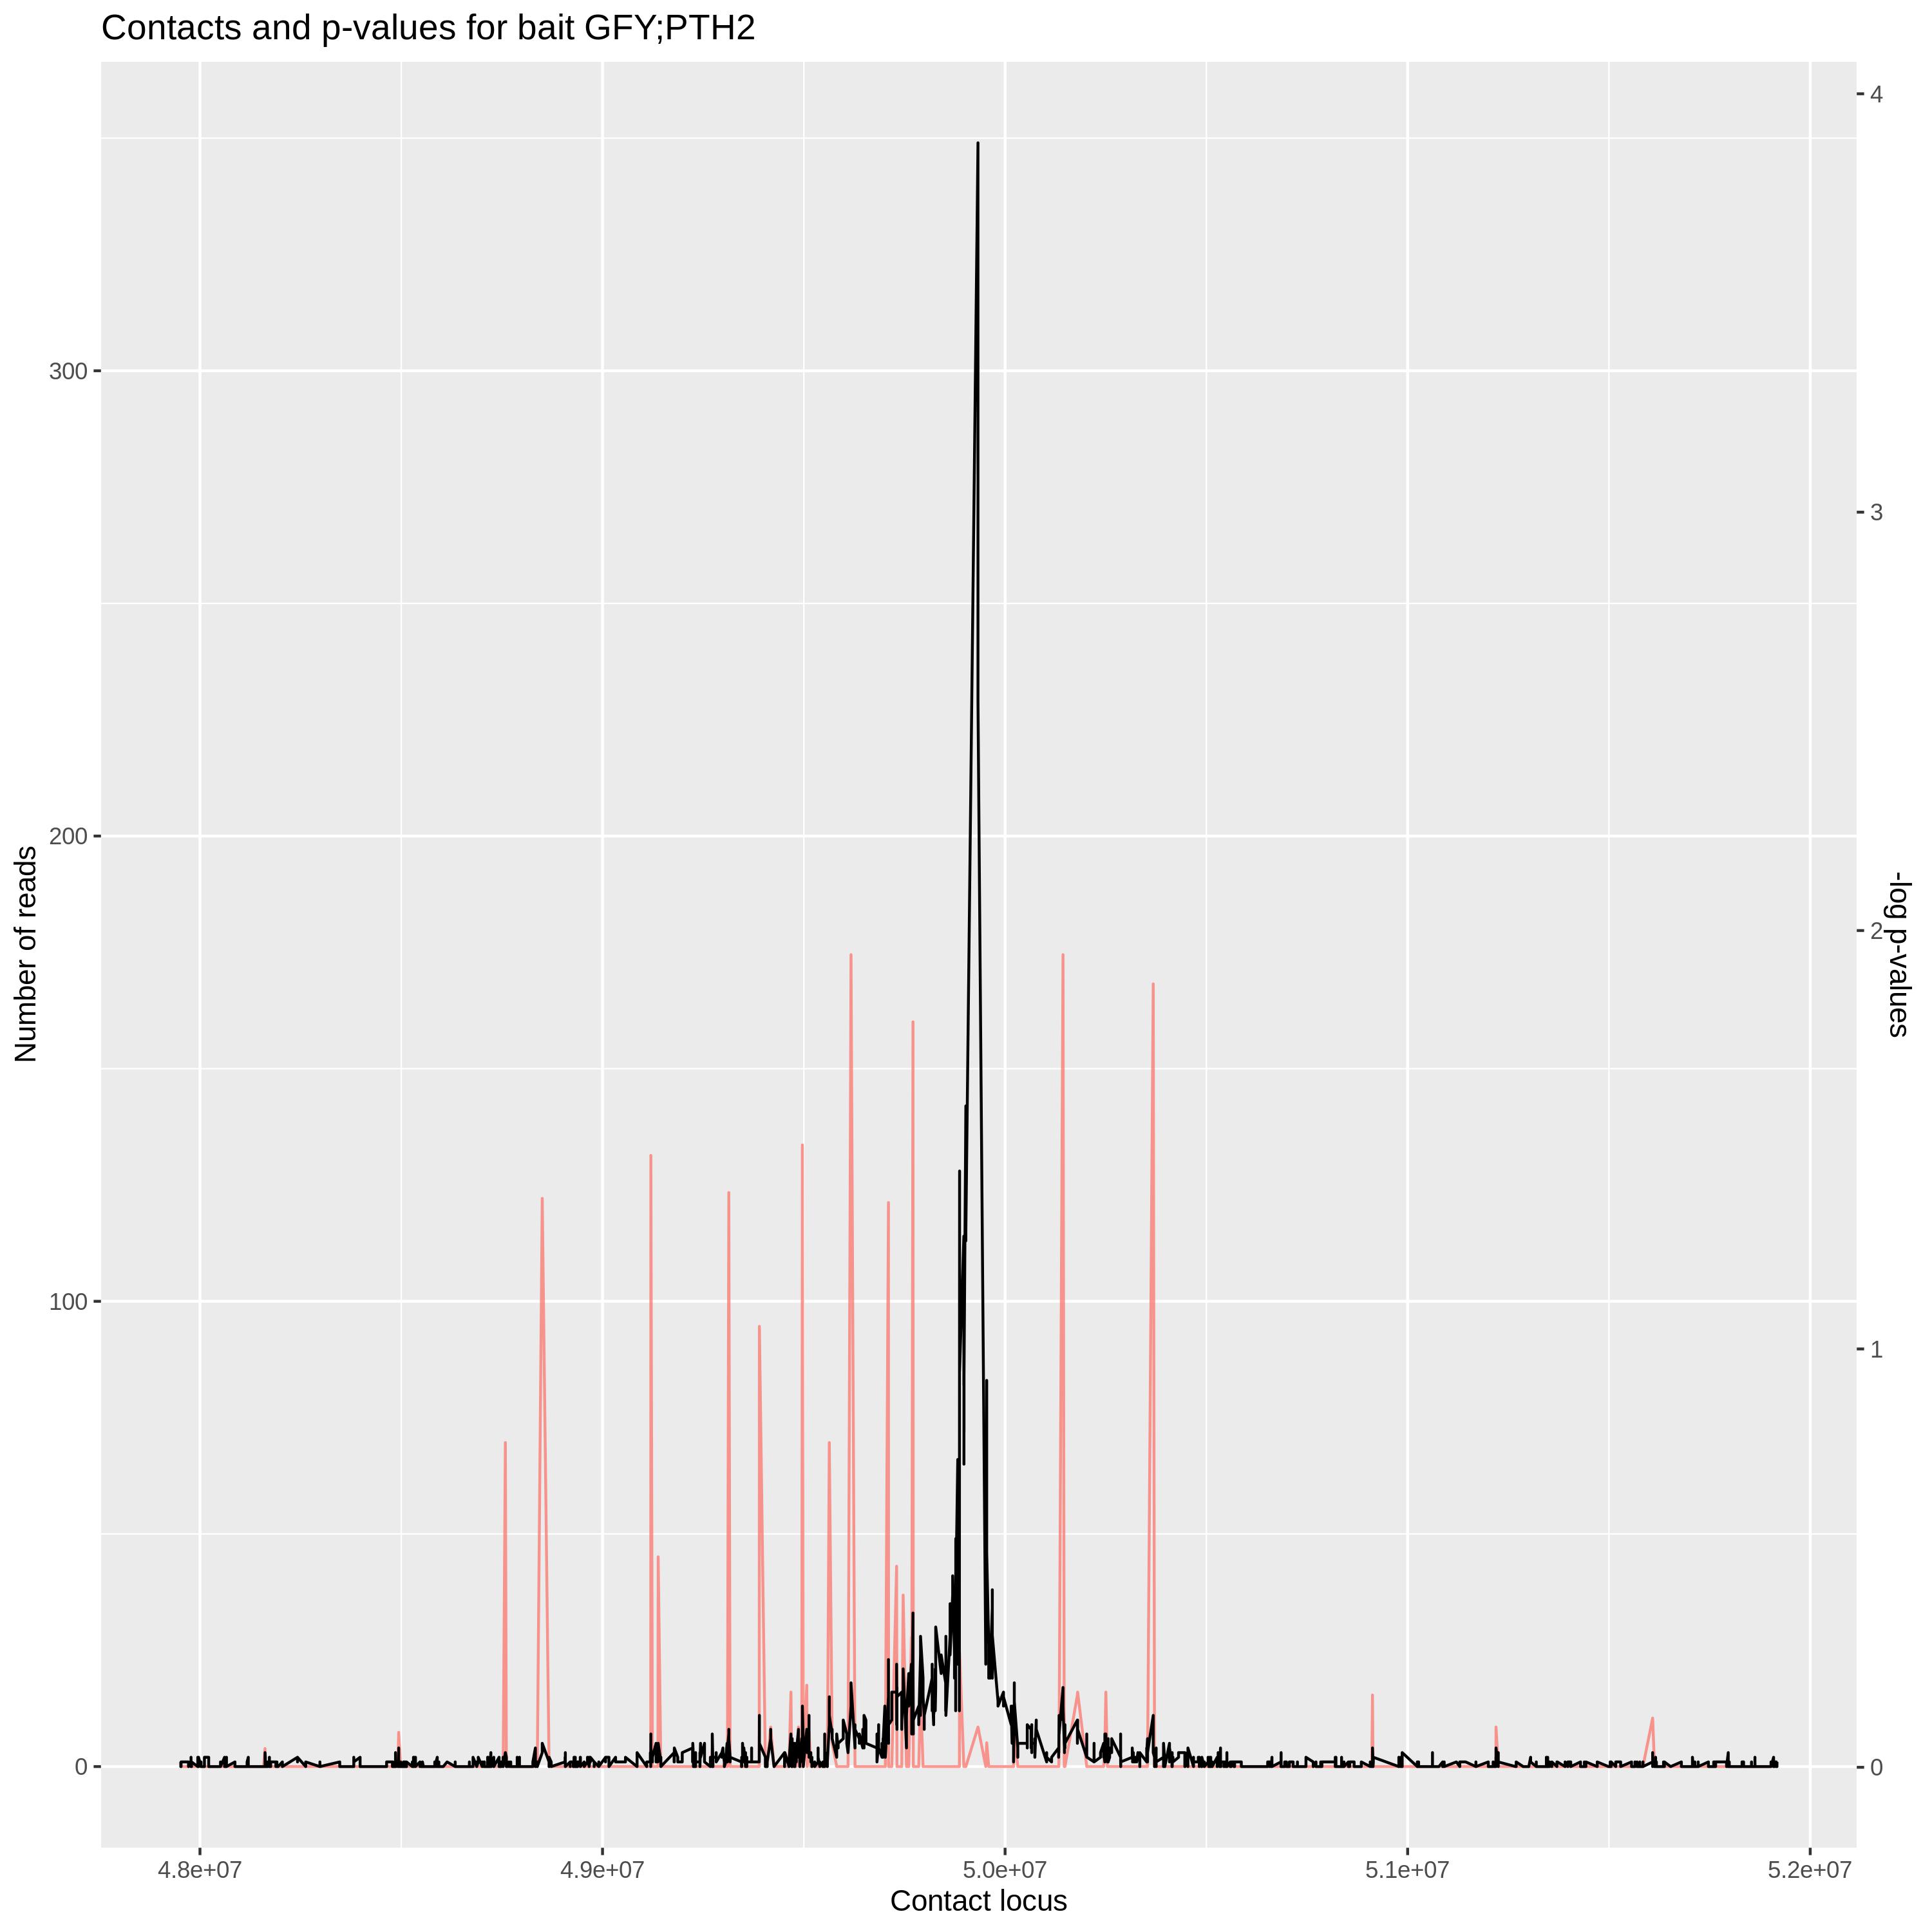 Contacts and p-values for bait GFY;PTH2
300
200
100
0
Number of reads
4
3
2
1
0
-log p-values
4.8e+07
4.9e+07
5.0e+07
5.1e+07
5.2e+07
Contact locus